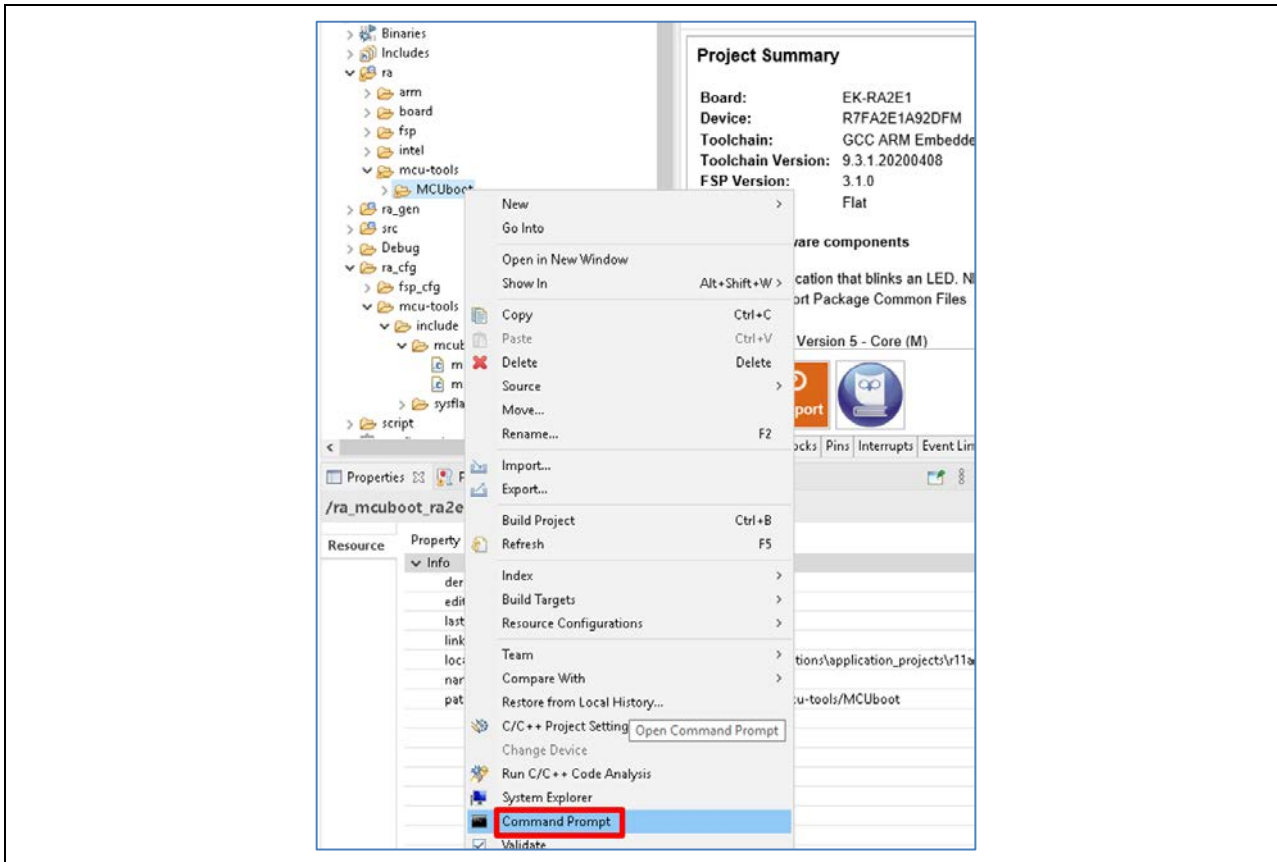 Binaries
Includes
ra
arm
board
fsp
intel
mcu-tools
MCUboot
ra_gen
src
Debug
ra_cfg
fsp_cfg
mcu-tools
include
mcub
m
m
sysfla
script
Project Summary
Board: EK-RA2E1
Device: R7FA2E1A92DFM
Toolchain: GCC ARM Embedde
Toolchain Version: 9.3.1.20200408
FSP Version: 3.1.0
Flat
vare components
cation that blinks an LED. N
ort Package Common Files
Version 5 - Core (M)
port
ocks Pins Interrupts Event Lin
New
Go Into
Open in New Window
Show In Alt+Shift+W >
Copy Ctrl+C
Paste Ctrl+V
Delete Delete
Source
Move...
Rename... F2
Import...
Export...
Build Project Ctrl+B
Refresh F5
Index
Build Targets
Resource Configurations
Team
Compare With
Restore from Local History...
C/C++ Project Setting
Open Command Prompt
Change Device
Run C/C++ Code Analysis
System Explorer
Command Prompt
Validate
Properties
/ra_mcuboot_ra2e
Resource
Property
Info
der
edit
last
link
loca
nar
pat
tions\application_projects\r11a
u-tools/MCUboot